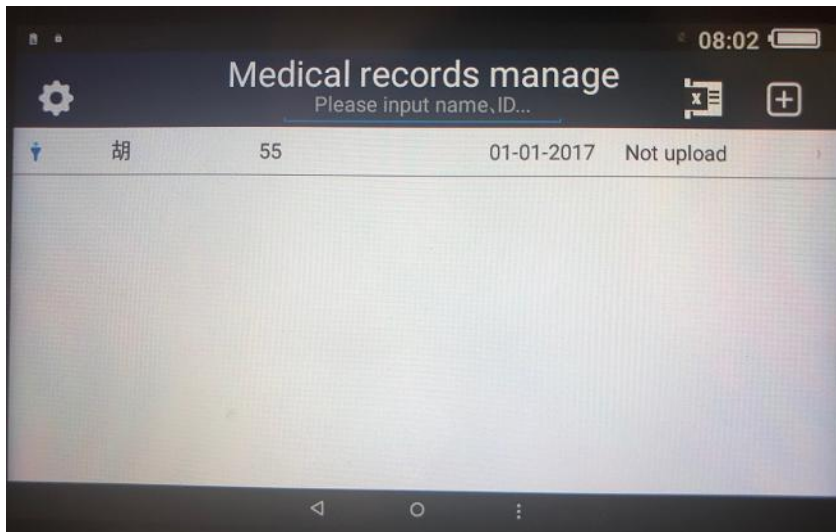 08:02
Medical records manage
Please input name、ID...
胡 55 01-01-2017 Not upload